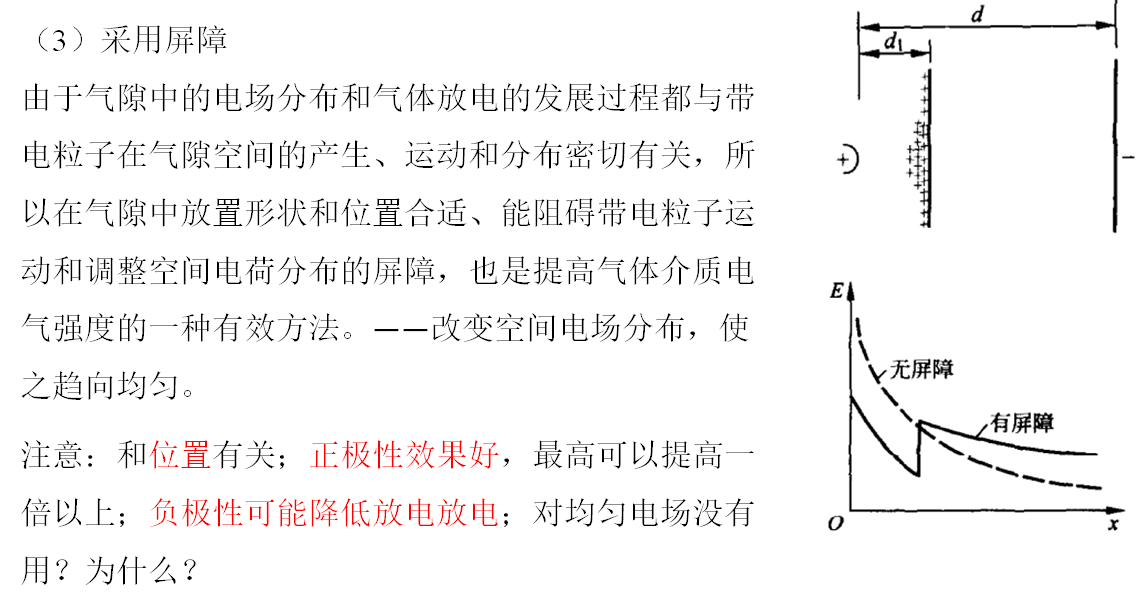 （3）采用屏障
由于气隙中的电场分布和气体放电的发展过程都与带
电粒子在气隙空间的产生、运动和分布密切有关，所
以在气隙中放置形状和位置合适、能阻碍带电粒子运
动和调整空间电荷分布的屏障，也是提高气体介质电
气强度的一种有效方法。——改变空间电场分布，使
之趋向均匀。
注意：和位置有关；正极性效果好，最高可以提高一
倍以上；负极性可能降低放电放电；对均匀电场没有
用？为什么？
d
d₁
+
−
E
无屏障
有屏障
O
x